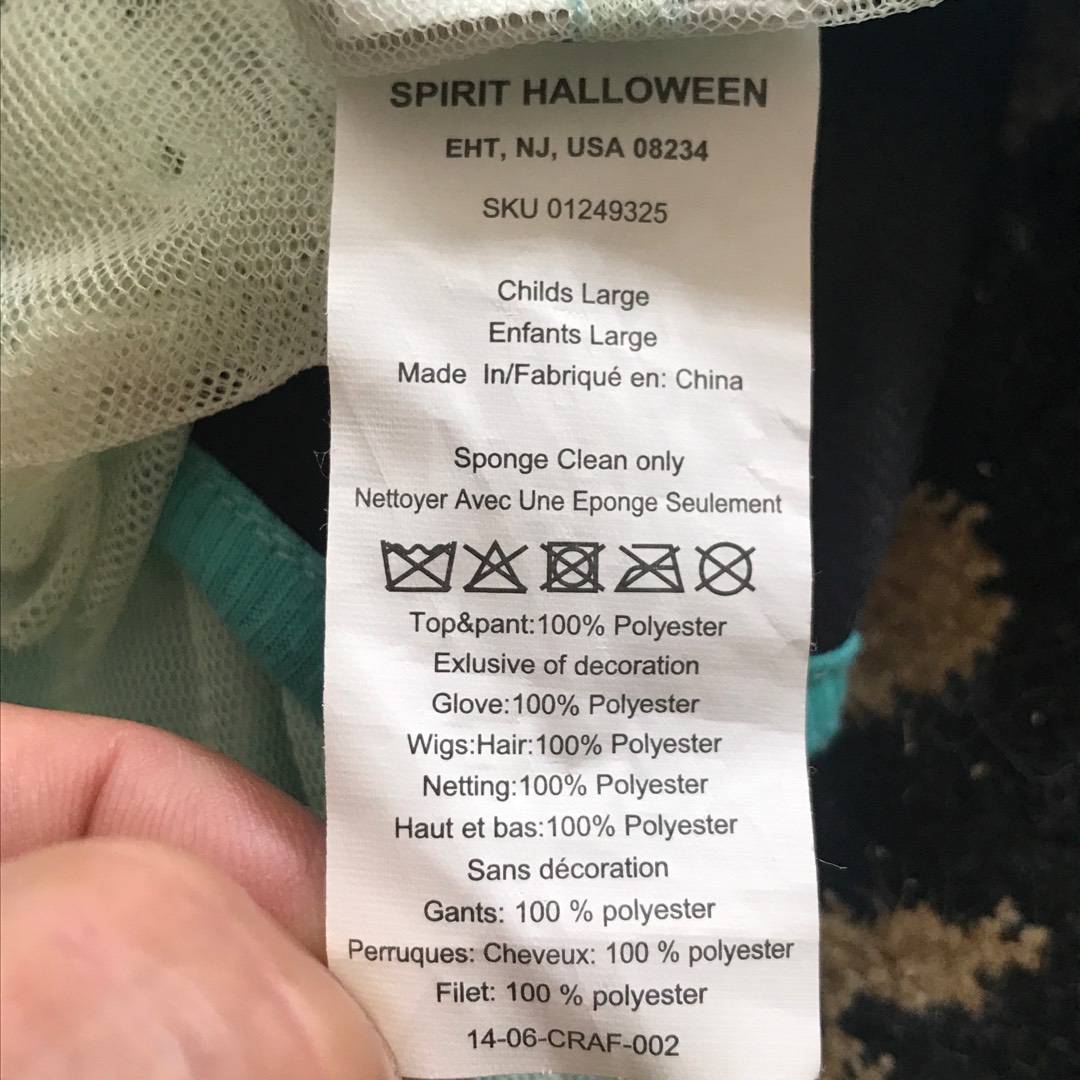 SPIRIT HALLOWEEN
EHT, NJ, USA 08234
SKU 01249325
Childs Large
Enfants Large
Made In/Fabriqué en: China
Sponge Clean only
Nettoyer Avec Une Eponge Seulement
Top&pant:100% Polyester
Exlusive of decoration
Glove:100% Polyester
Wigs:Hair:100% Polyester
Netting:100% Polyester
Haut et bas:100% Polyester
Sans décoration
Gants: 100 % polyester
Perruques: Cheveux: 100 % polyester
Filet: 100 % polyester
14-06-CRAF-002